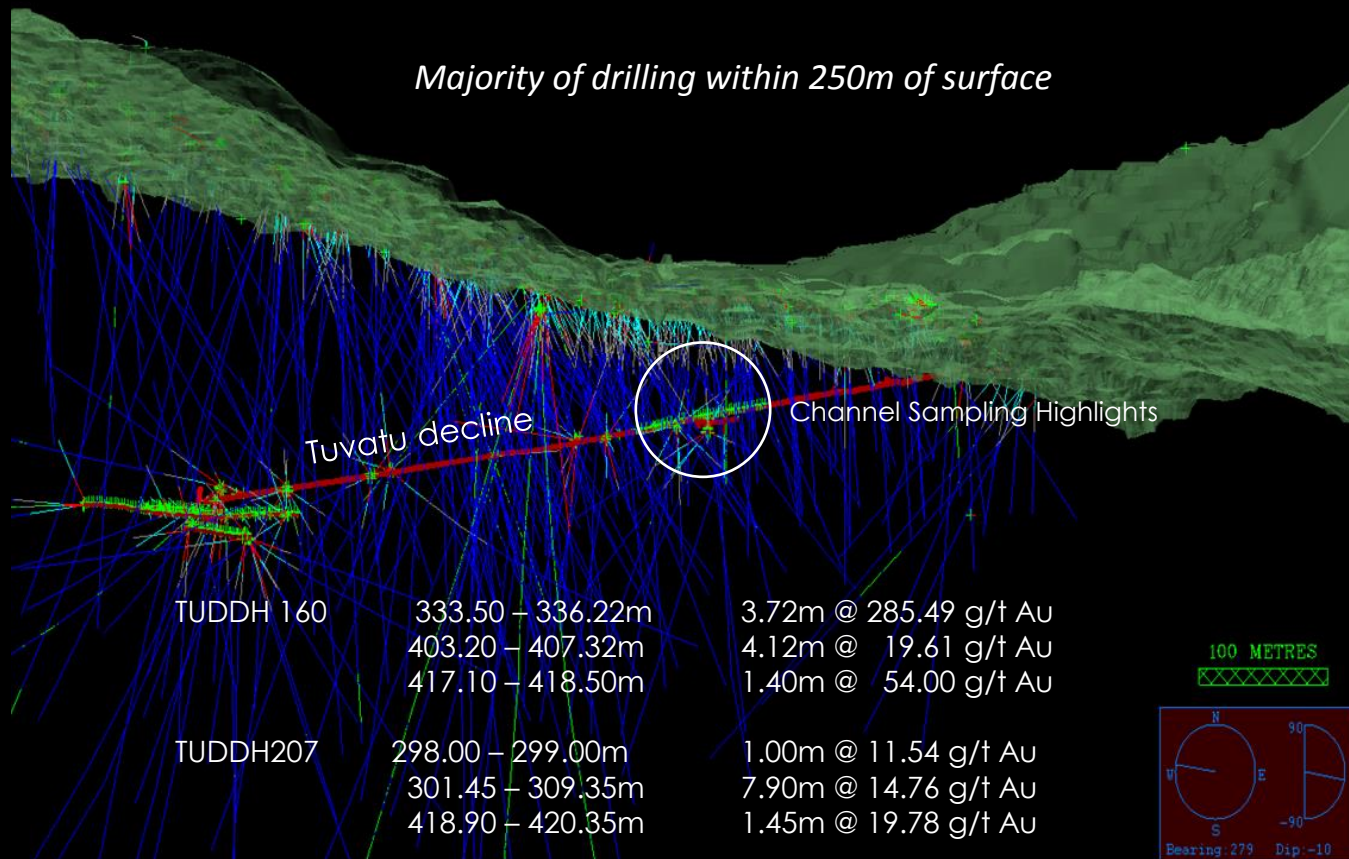 Majority of drilling within 250m of surface
Tuvatu decline
Channel Sampling Highlights
TUDDH 160 333.50 – 336.22m 3.72m @ 285.49 g/t Au
403.20 – 407.32m 4.12m @ 19.61 g/t Au
417.10 – 418.50m 1.40m @ 54.00 g/t Au
TUDDH207 298.00 – 299.00m 1.00m @ 11.54 g/t Au
301.45 – 309.35m 7.90m @ 14.76 g/t Au
418.90 – 420.35m 1.45m @ 19.78 g/t Au
100 METRES
N
90
W
E
S
-90
Bearing:279 Dip:-10